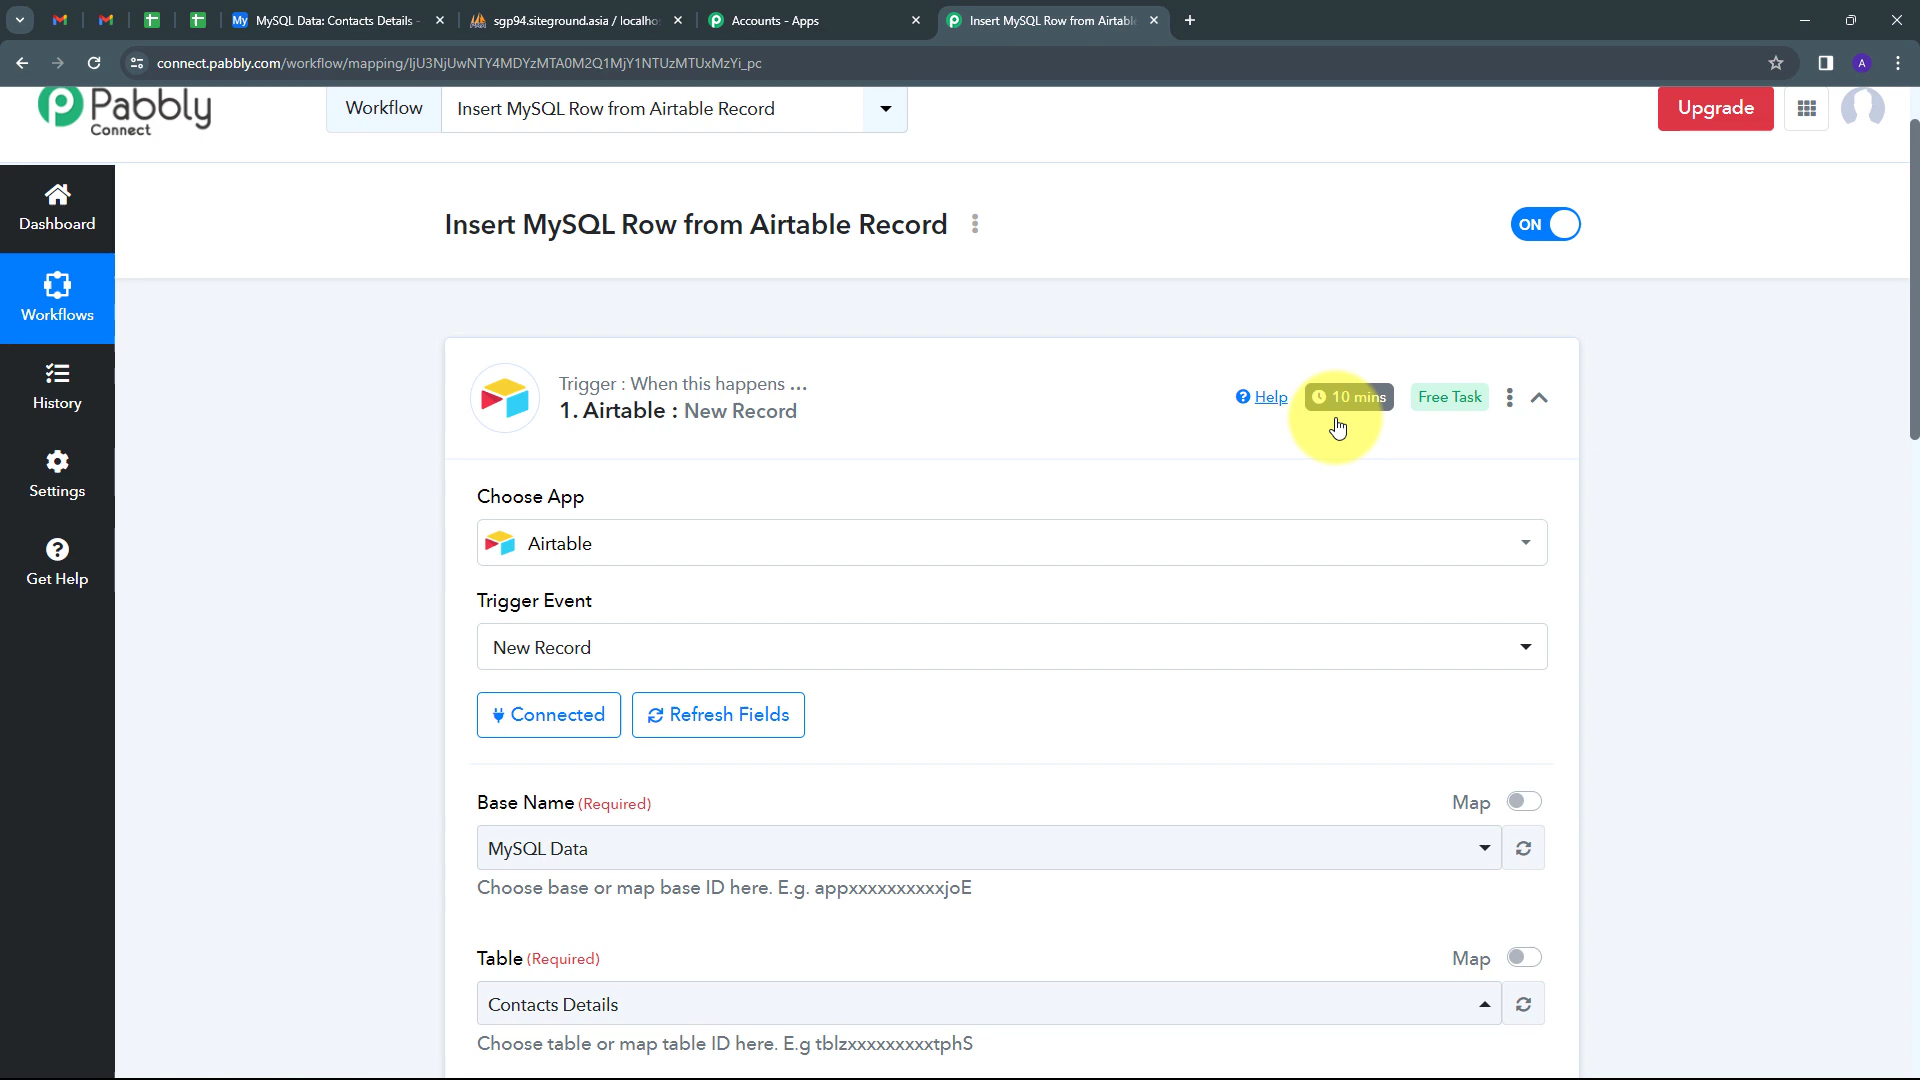 MySQL Data: Contacts Details -
sgp94.siteground.asia / localho
Accounts - Apps
Insert MySQL Row from Airtabl
connect.pabbly.com/workflow/mapping/IjU3NjUwNTY4MDYzMTA0M2Q1MjY1NTUzMTUxMzYi_pc
A
Pabbly
Connect
Workflow
Insert MySQL Row from Airtable Record
Upgrade
Dashboard
Workflows
History
Settings
Get Help
Insert MySQL Row from Airtable Record
ON
Trigger : When this happens ...
1. Airtable : New Record
Help
10 mins
Free Task
Choose App
Airtable
Trigger Event
New Record
Connected
Refresh Fields
Base Name (Required)
Map
MySQL Data
Choose base or map base ID here. E.g. appxxxxxxxxxxjoE
Table (Required)
Map
Contacts Details
Choose table or map table ID here. E.g tblzxxxxxxxxxtphS